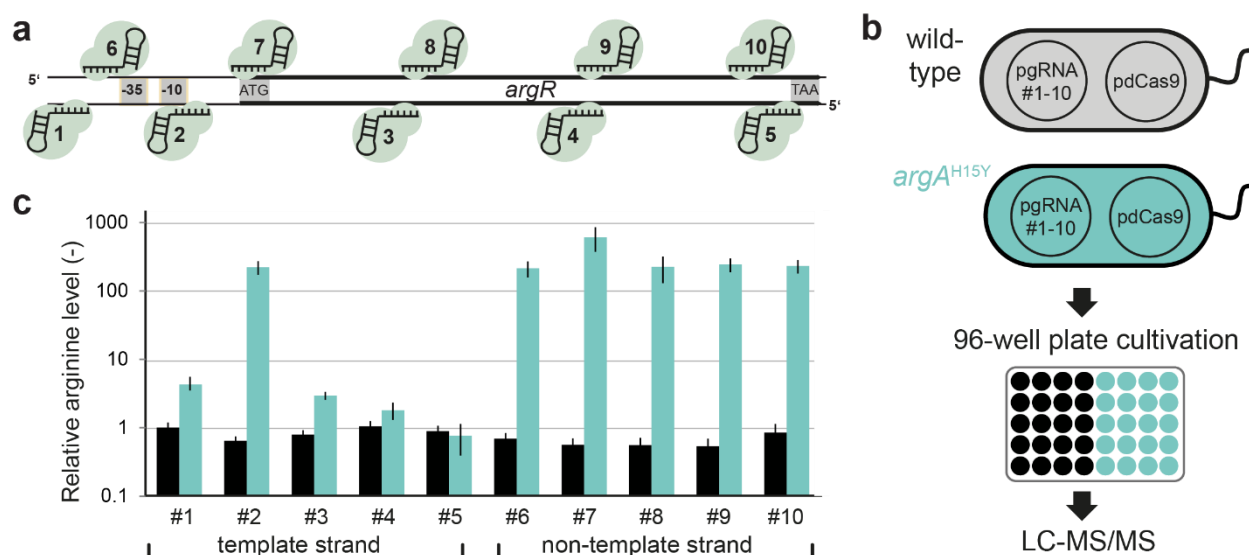 a
6
7
8
9
10
5‘
-35
-10
ATG
argR
TAA
5‘
1
2
3
4
5
b
wild-
type
pgRNA
#1-10
pdCas9
argA^H15Y
pgRNA
#1-10
pdCas9
96-well plate cultivation
LC-MS/MS
c
Relative arginine level (-)
1000
100
10
1
0.1
#1 #2 #3 #4 #5 #6 #7 #8 #9 #10
template strand non-template strand